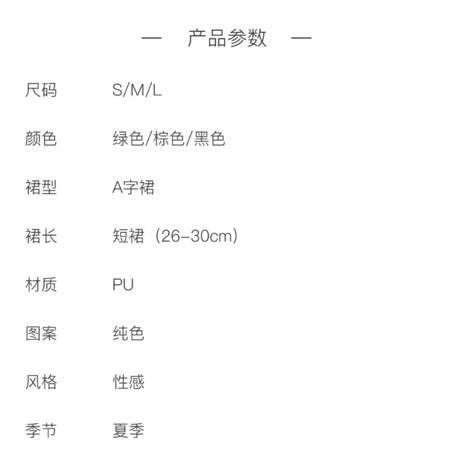 — 产品参数 —
尺码 S/M/L
颜色 绿色/棕色/黑色
裙型 A字裙
裙长 短裙（26-30cm）
材质 PU
图案 纯色
风格 性感
季节 夏季